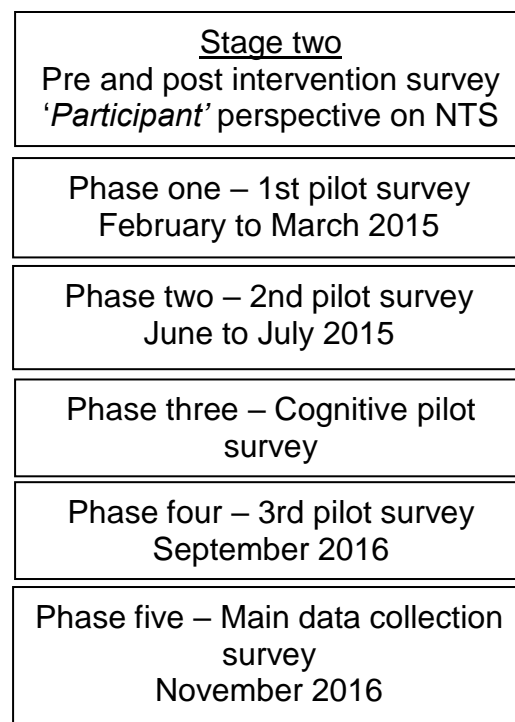 Stage two
Pre and post intervention survey
‘Participant’ perspective on NTS
Phase one – 1st pilot survey
February to March 2015
Phase two – 2nd pilot survey
June to July 2015
Phase three – Cognitive pilot
survey
Phase four – 3rd pilot survey
September 2016
Phase five – Main data collection
survey
November 2016